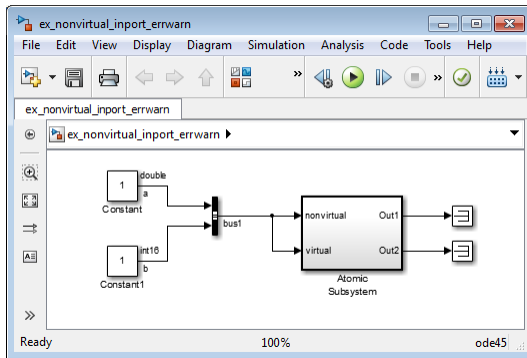 ex_nonvirtual_inport_errwarn
File Edit View Display Diagram Simulation Analysis Code Tools Help
» »
ex_nonvirtual_inport_errwarn
ex_nonvirtual_inport_errwarn
1 double
a
Constant
bus1
nonvirtual Out1
virtual Out2
1 int16
b
Constant1
Atomic
Subsystem
A
»
Ready 100% ode45